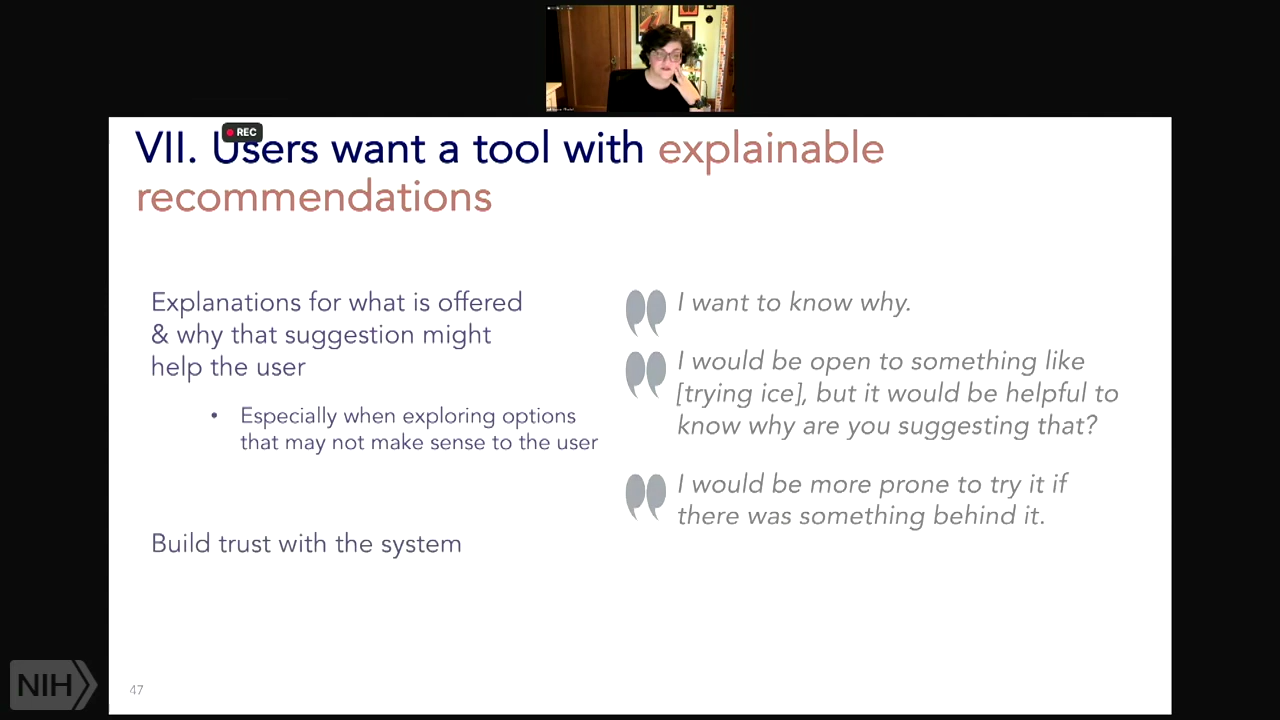 REC
VII. Users want a tool with explainable
recommendations
Explanations for what is offered
& why that suggestion might
help the user
• Especially when exploring options
that may not make sense to the user
Build trust with the system
I want to know why.
I would be open to something like
[trying ice], but it would be helpful to
know why are you suggesting that?
I would be more prone to try it if
there was something behind it.
NIH
47